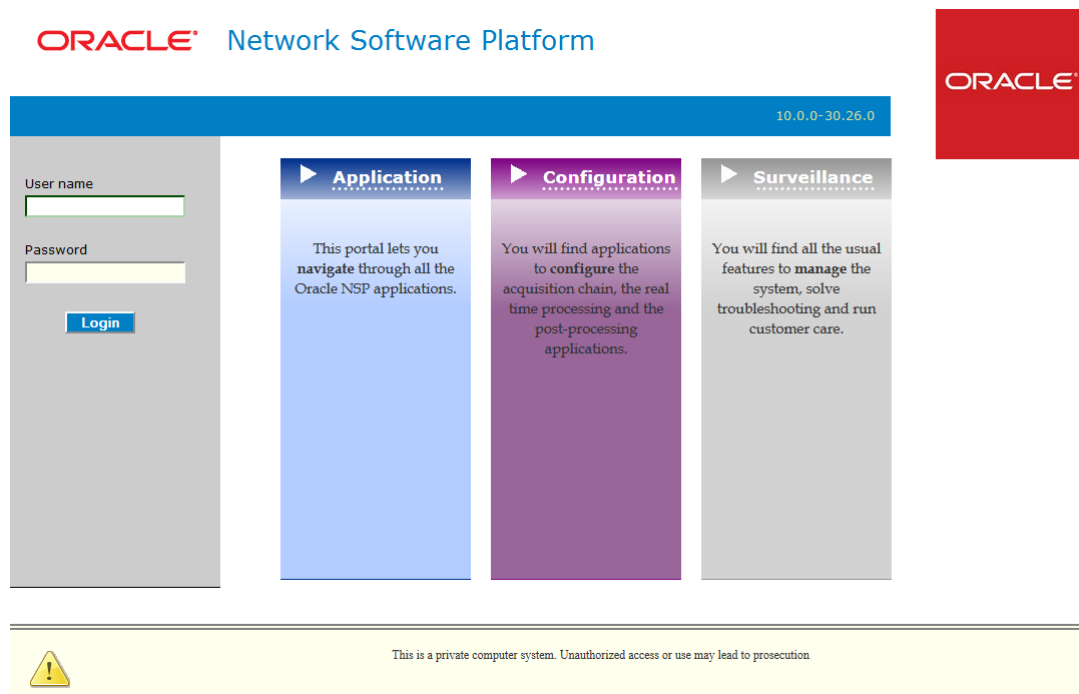 ORACLE® Network Software Platform
ORACLE®
10.0.0-30.26.0
User name
Password
Login
Application
This portal lets you
navigate through all the
Oracle NSP applications.
Configuration
You will find applications
to configure the
acquisition chain, the real
time processing and the
post-processing
applications.
Surveillance
You will find all the usual
features to manage the
system, solve
troubleshooting and run
customer care.
This is a private computer system. Unauthorized access or use may lead to prosecution